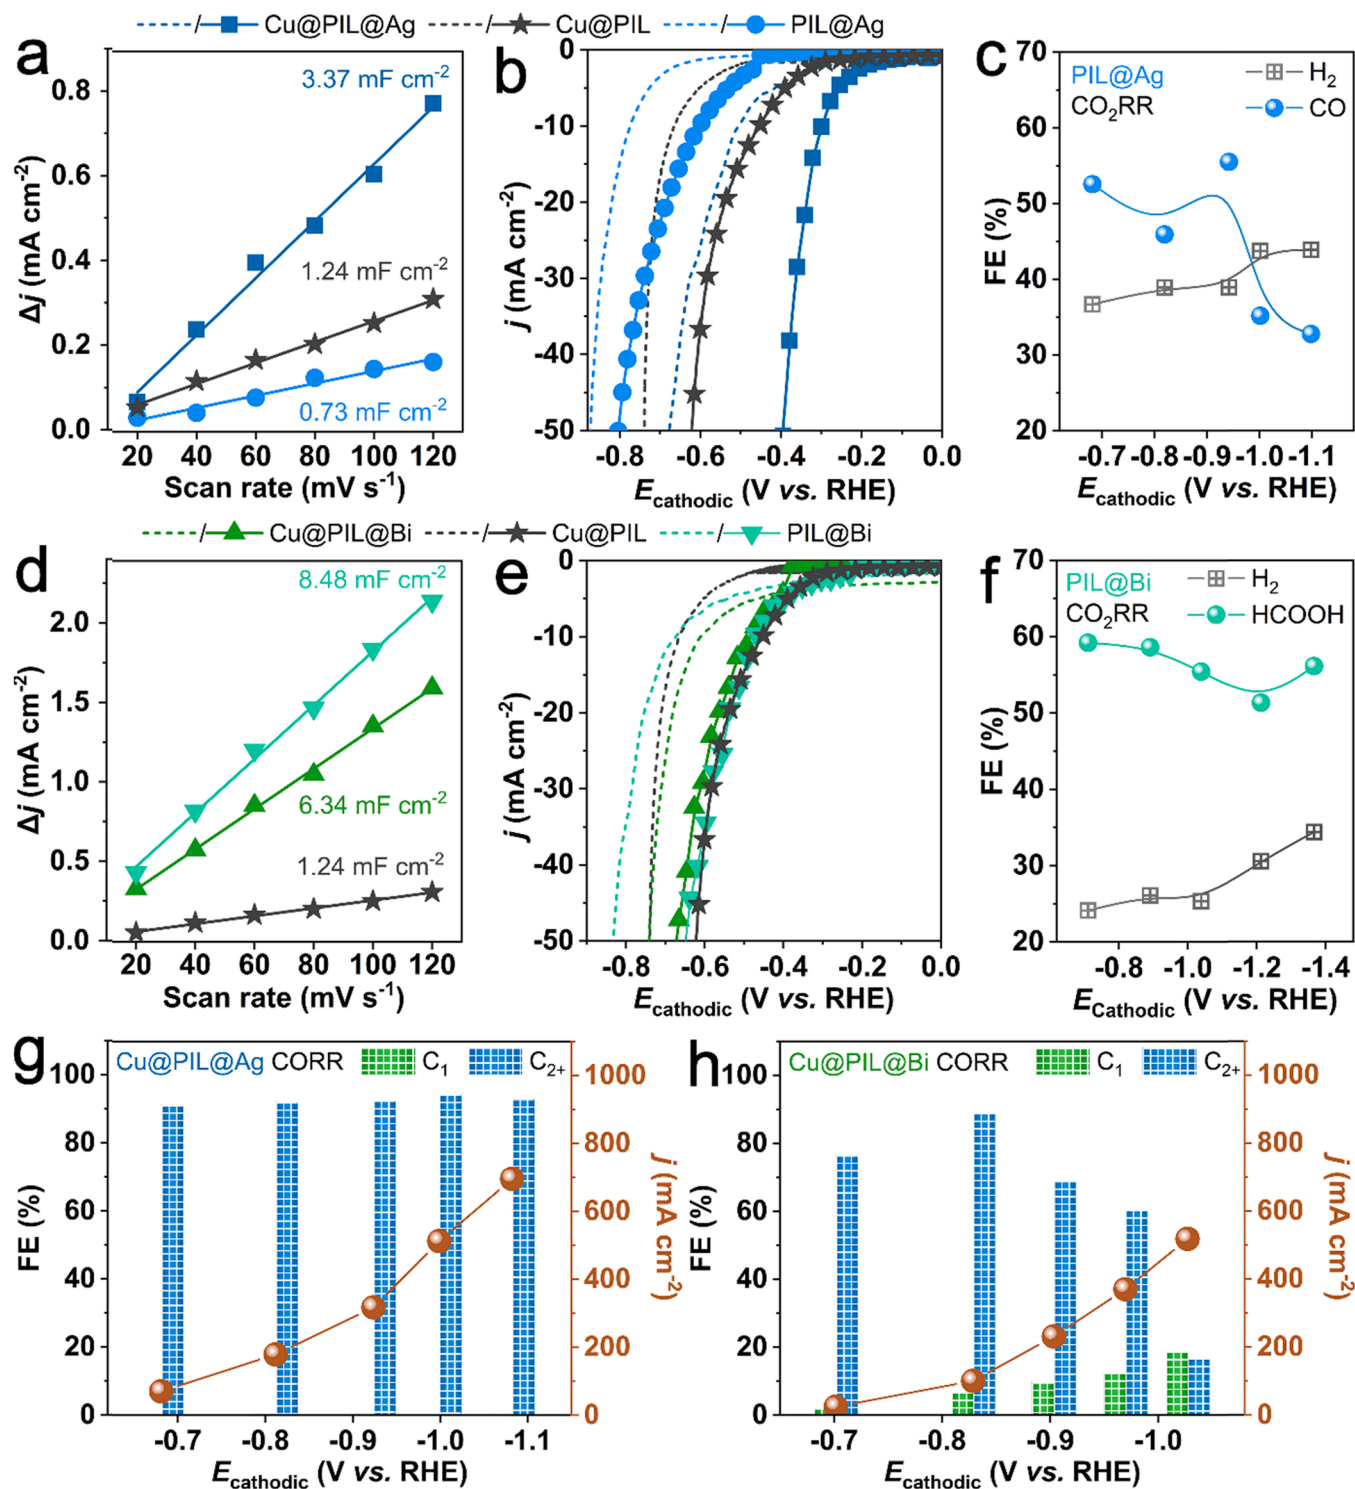 --/ Cu@PIL@Ag --/ Cu@PIL --/ PIL@Ag
a
3.37 mF cm⁻²
1.24 mF cm⁻²
0.73 mF cm⁻²
0.8
0.6
0.4
0.2
0.0
Δj (mA cm⁻²)
20 40 60 80 100 120
Scan rate (mV s⁻¹)
b
0
-10
-20
-30
-40
-50
j (mA cm⁻²)
-0.8 -0.6 -0.4 -0.2 0.0
E_cathodic (V vs. RHE)
c
PIL@Ag
CO₂RR
H₂
CO
70
60
50
40
30
20
FE (%)
-0.7 -0.8 -0.9 -1.0 -1.1
E_cathodic (V vs. RHE)
----/ Cu@PIL@Bi ----/ Cu@PIL ----/ PIL@Bi
d
8.48 mF cm⁻²
6.34 mF cm⁻²
1.24 mF cm⁻²
2.0
1.5
1.0
0.5
0.0
Δj (mA cm⁻²)
20 40 60 80 100 120
Scan rate (mV s⁻¹)
e
0
-10
-20
-30
-40
-50
j (mA cm⁻²)
-0.8 -0.6 -0.4 -0.2 0.0
E_cathodic (V vs. RHE)
f
PIL@Bi
CO₂RR
H₂
HCOOH
70
60
50
40
30
20
FE (%)
-0.8 -1.0 -1.2 -1.4
E_Cathodic (V vs. RHE)
g
Cu@PIL@Ag CORR C₁ C₂₊
100
80
60
40
20
0
FE (%)
1000
800
600
400
200
0
j (mA cm⁻²)
-0.7 -0.8 -0.9 -1.0 -1.1
E_cathodic (V vs. RHE)
h
Cu@PIL@Bi CORR C₁ C₂₊
100
80
60
40
20
0
FE (%)
1000
800
600
400
200
0
j (mA cm⁻²)
-0.7 -0.8 -0.9 -1.0
E_cathodic (V vs. RHE)